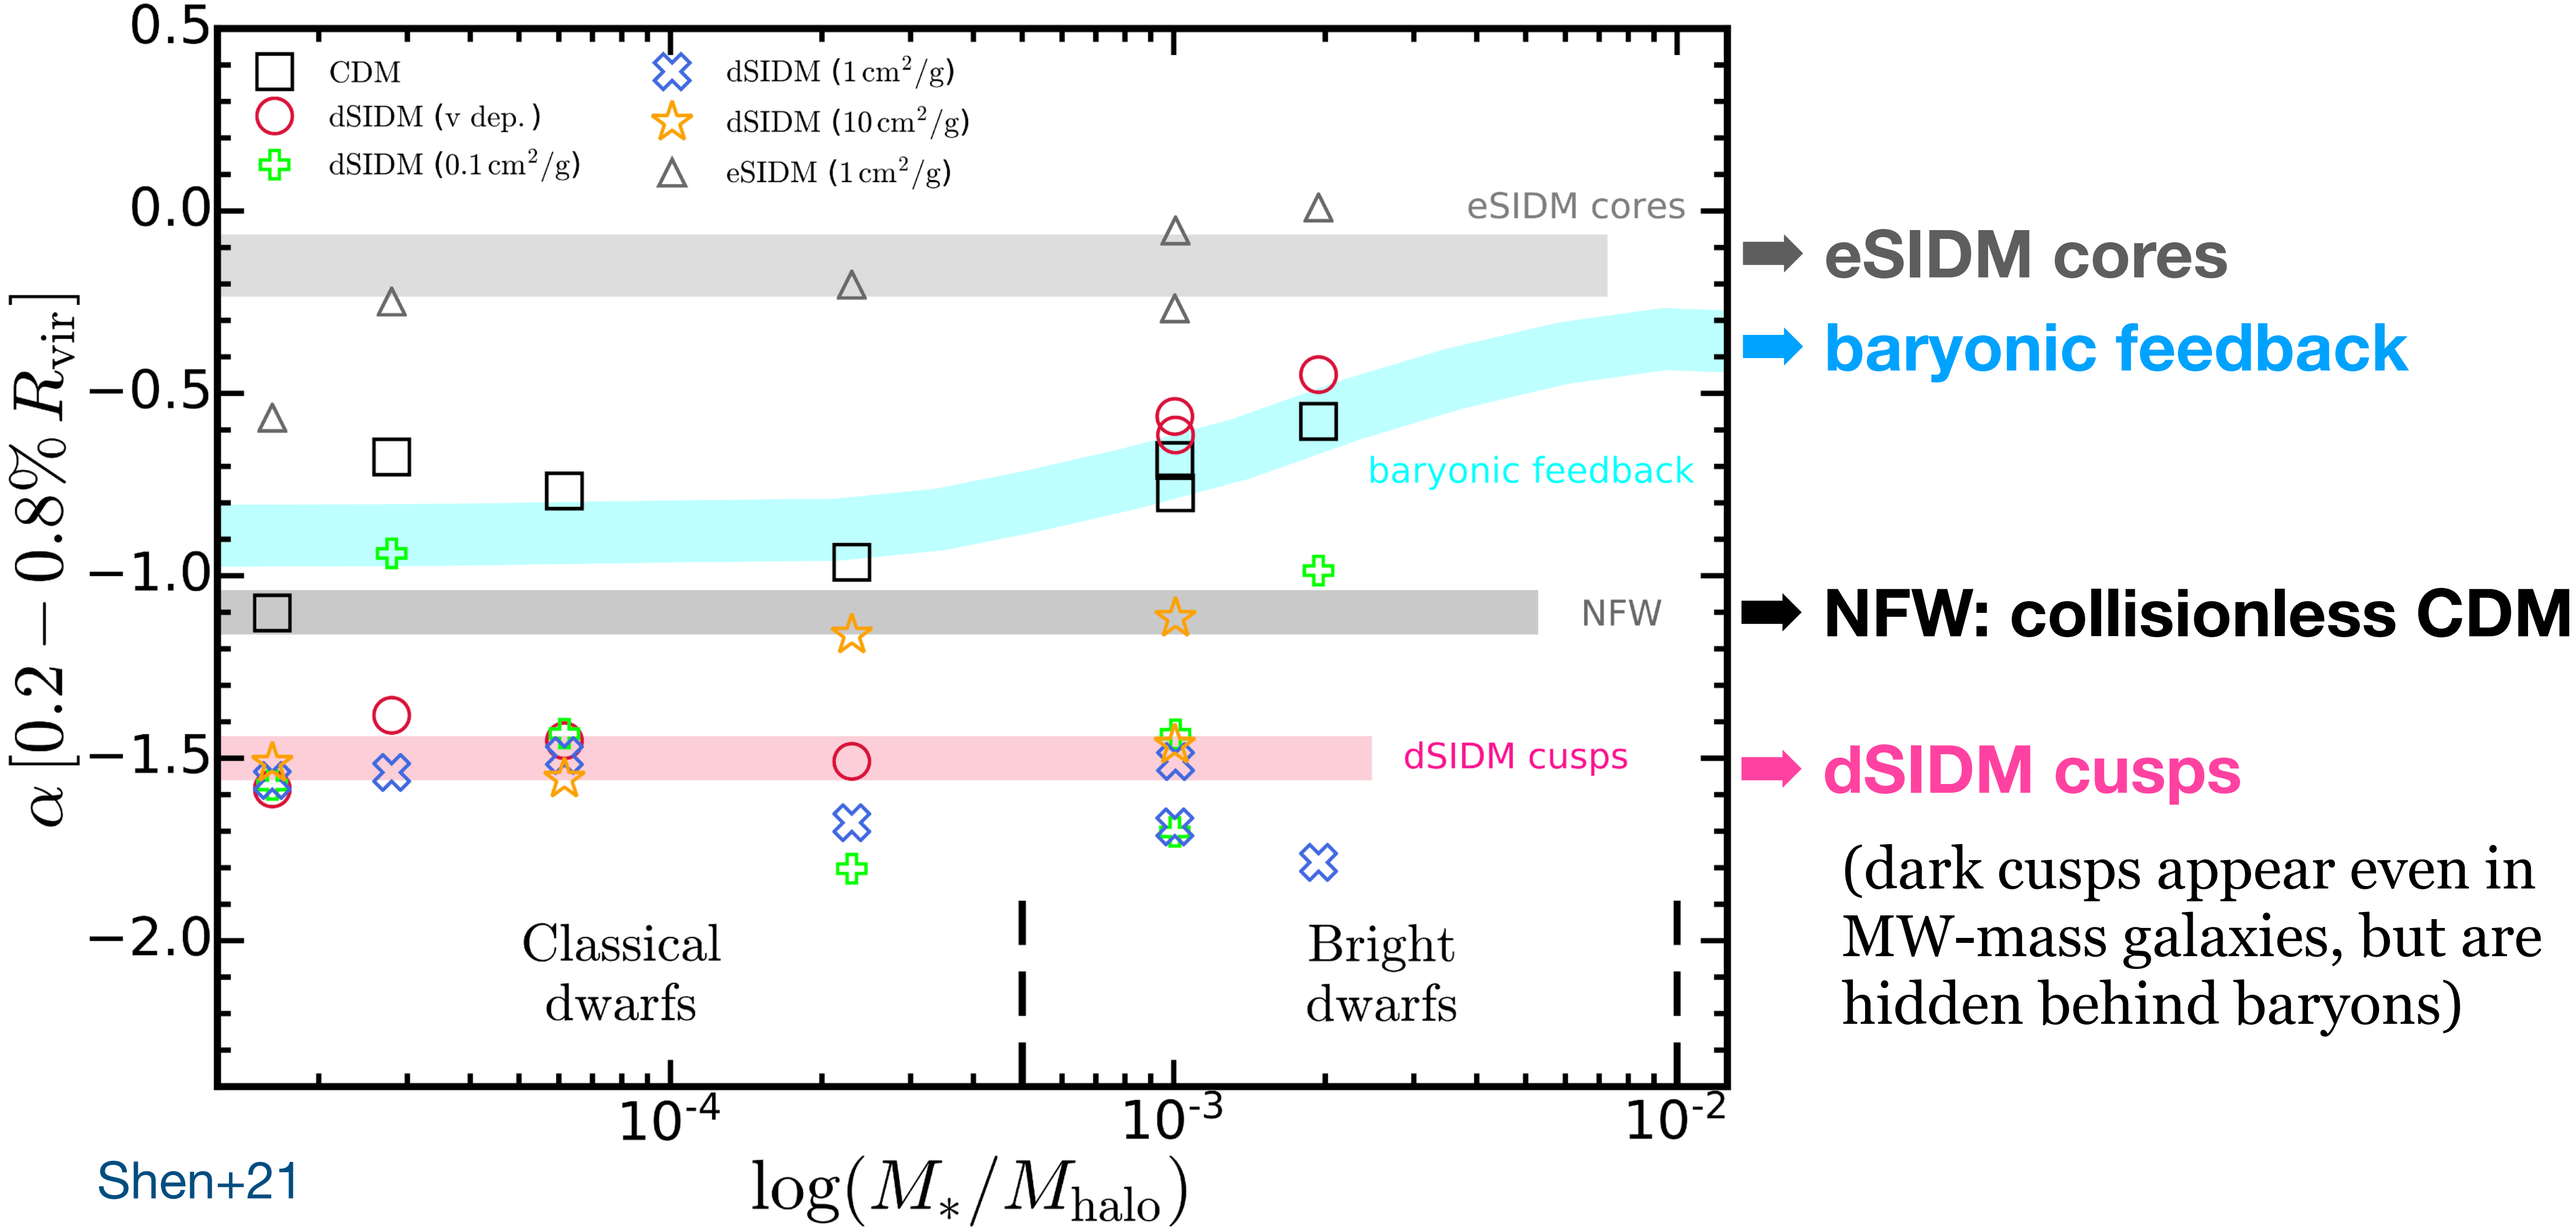 0.5
0.0
−0.5
−1.0
−1.5
−2.0
α [0.2 − 0.8% R_vir]
CDM
dSIDM (v dep.)
dSIDM (0.1 cm²/g)
dSIDM (1 cm²/g)
dSIDM (10 cm²/g)
eSIDM (1 cm²/g)
eSIDM cores
baryonic feedback
NFW
dSIDM cusps
Classical
dwarfs
Bright
dwarfs
10⁻⁴
10⁻³
10⁻²
log(M_*/M_halo)
Shen+21
eSIDM cores
baryonic feedback
NFW: collisionless CDM
dSIDM cusps
(dark cusps appear even in
MW-mass galaxies, but are
hidden behind baryons)